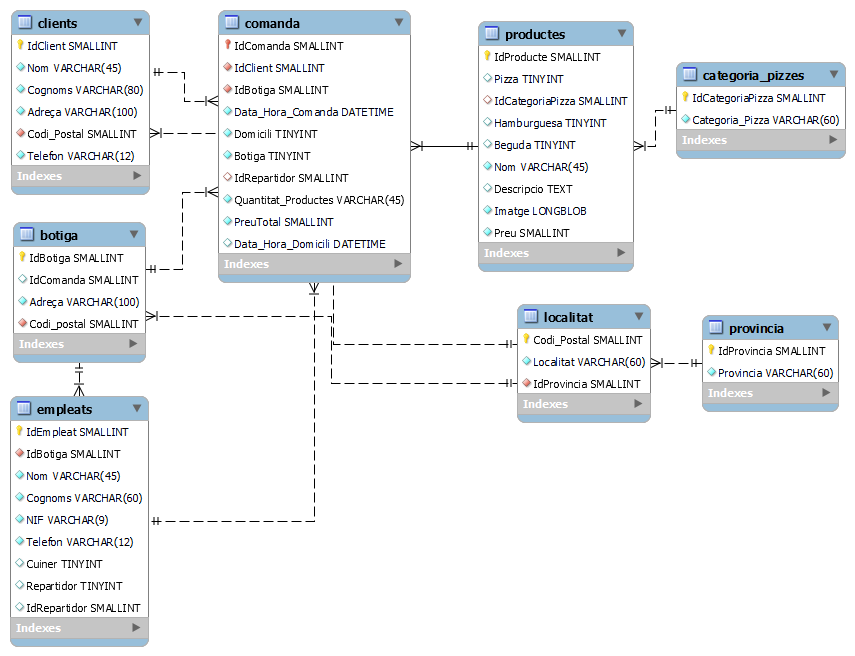 clients
IdClient SMALLINT
Nom VARCHAR(45)
Cognoms VARCHAR(80)
Adreça VARCHAR(100)
Codi_Postal SMALLINT
Telefon VARCHAR(12)
Indexes
comanda
IdComanda SMALLINT
IdClient SMALLINT
IdBotiga SMALLINT
Data_Hora_Comanda DATETIME
Domicili TINYINT
Botiga TINYINT
IdRepartidor SMALLINT
Quantitat_Productes VARCHAR(45)
PreuTotal SMALLINT
Data_Hora_Domicili DATETIME
Indexes
productes
IdProducte SMALLINT
Pizza TINYINT
IdCategoriaPizza SMALLINT
Hamburguesa TINYINT
Beguda TINYINT
Nom VARCHAR(45)
Descripcio TEXT
Imatge LONGBLOB
Preu SMALLINT
Indexes
categoria_pizzes
IdCategoriaPizza SMALLINT
Categoria_Pizza VARCHAR(60)
Indexes
botiga
IdBotiga SMALLINT
IdComanda SMALLINT
Adreça VARCHAR(100)
Codi_postal SMALLINT
Indexes
localitat
Codi_Postal SMALLINT
Localitat VARCHAR(60)
IdProvincia SMALLINT
Indexes
provincia
IdProvincia SMALLINT
Provincia VARCHAR(60)
Indexes
empleats
IdEmpleat SMALLINT
IdBotiga SMALLINT
Nom VARCHAR(45)
Cognoms VARCHAR(60)
NIF VARCHAR(9)
Telefon VARCHAR(12)
Cuiner TINYINT
Repartidor TINYINT
IdRepartidor SMALLINT
Indexes